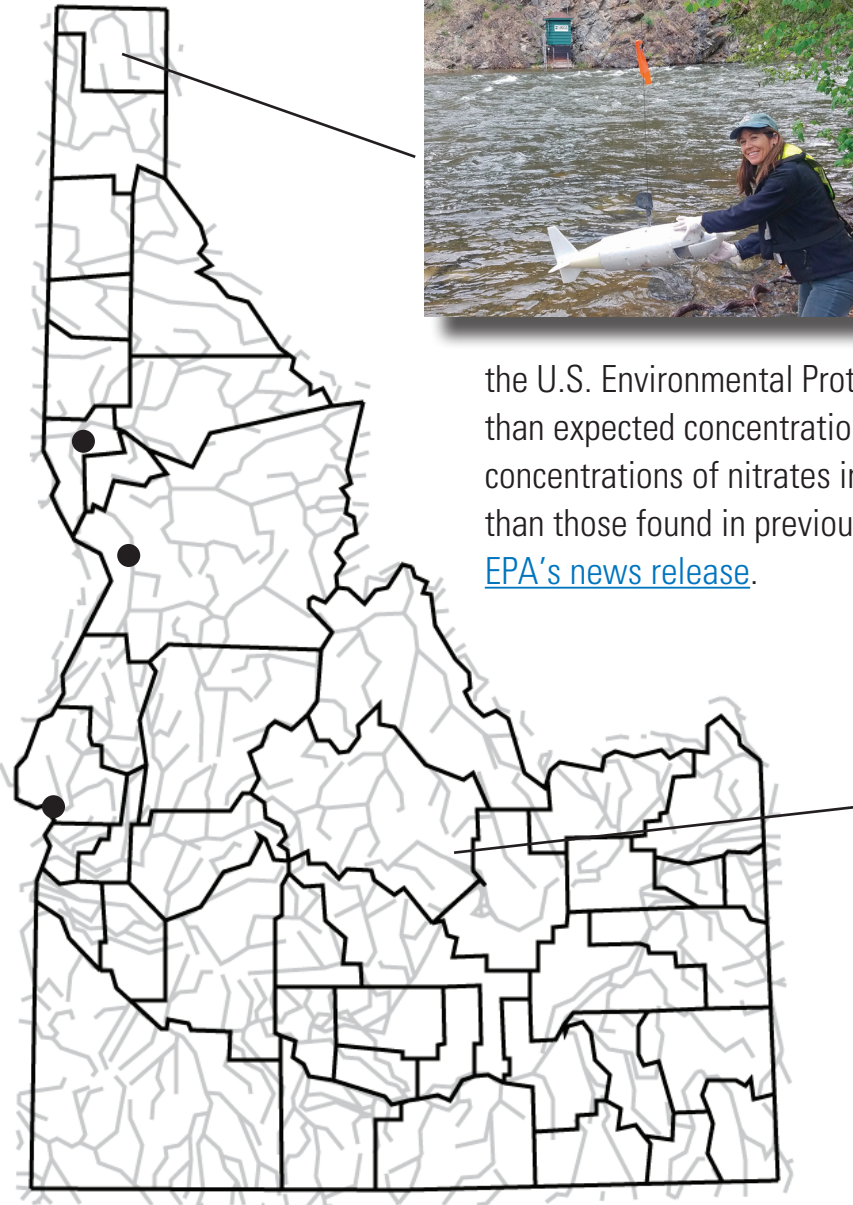 the U.S. Environmental Prot
than expected concentratio
concentrations of nitrates i
than those found in previou
EPA's news release.